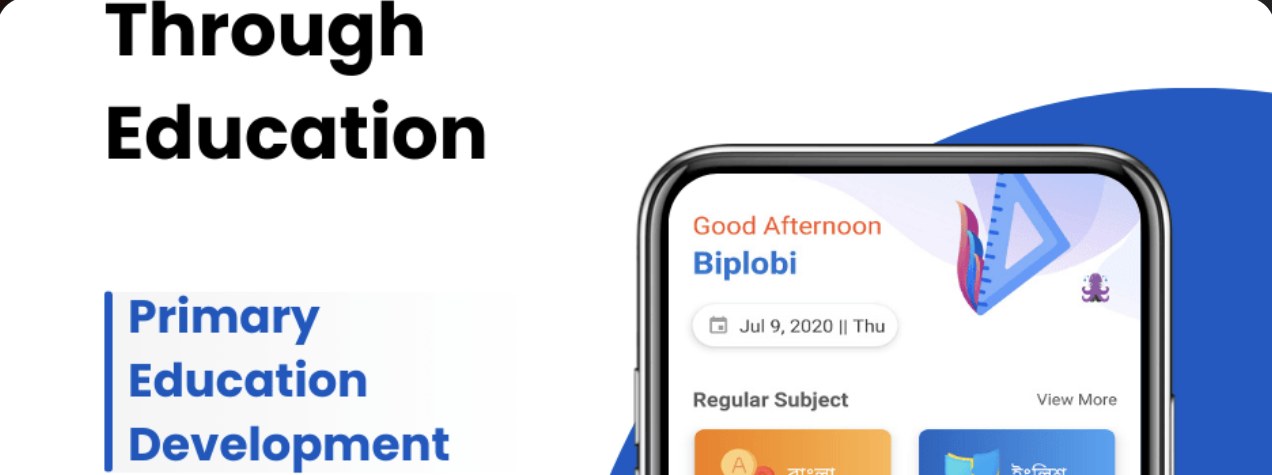 Through
Education
Primary
Education
Development
Good Afternoon
Biplobi
Jul 9, 2020 || Thu
Regular Subject
View More
A
বাংলা
ইংলিশ